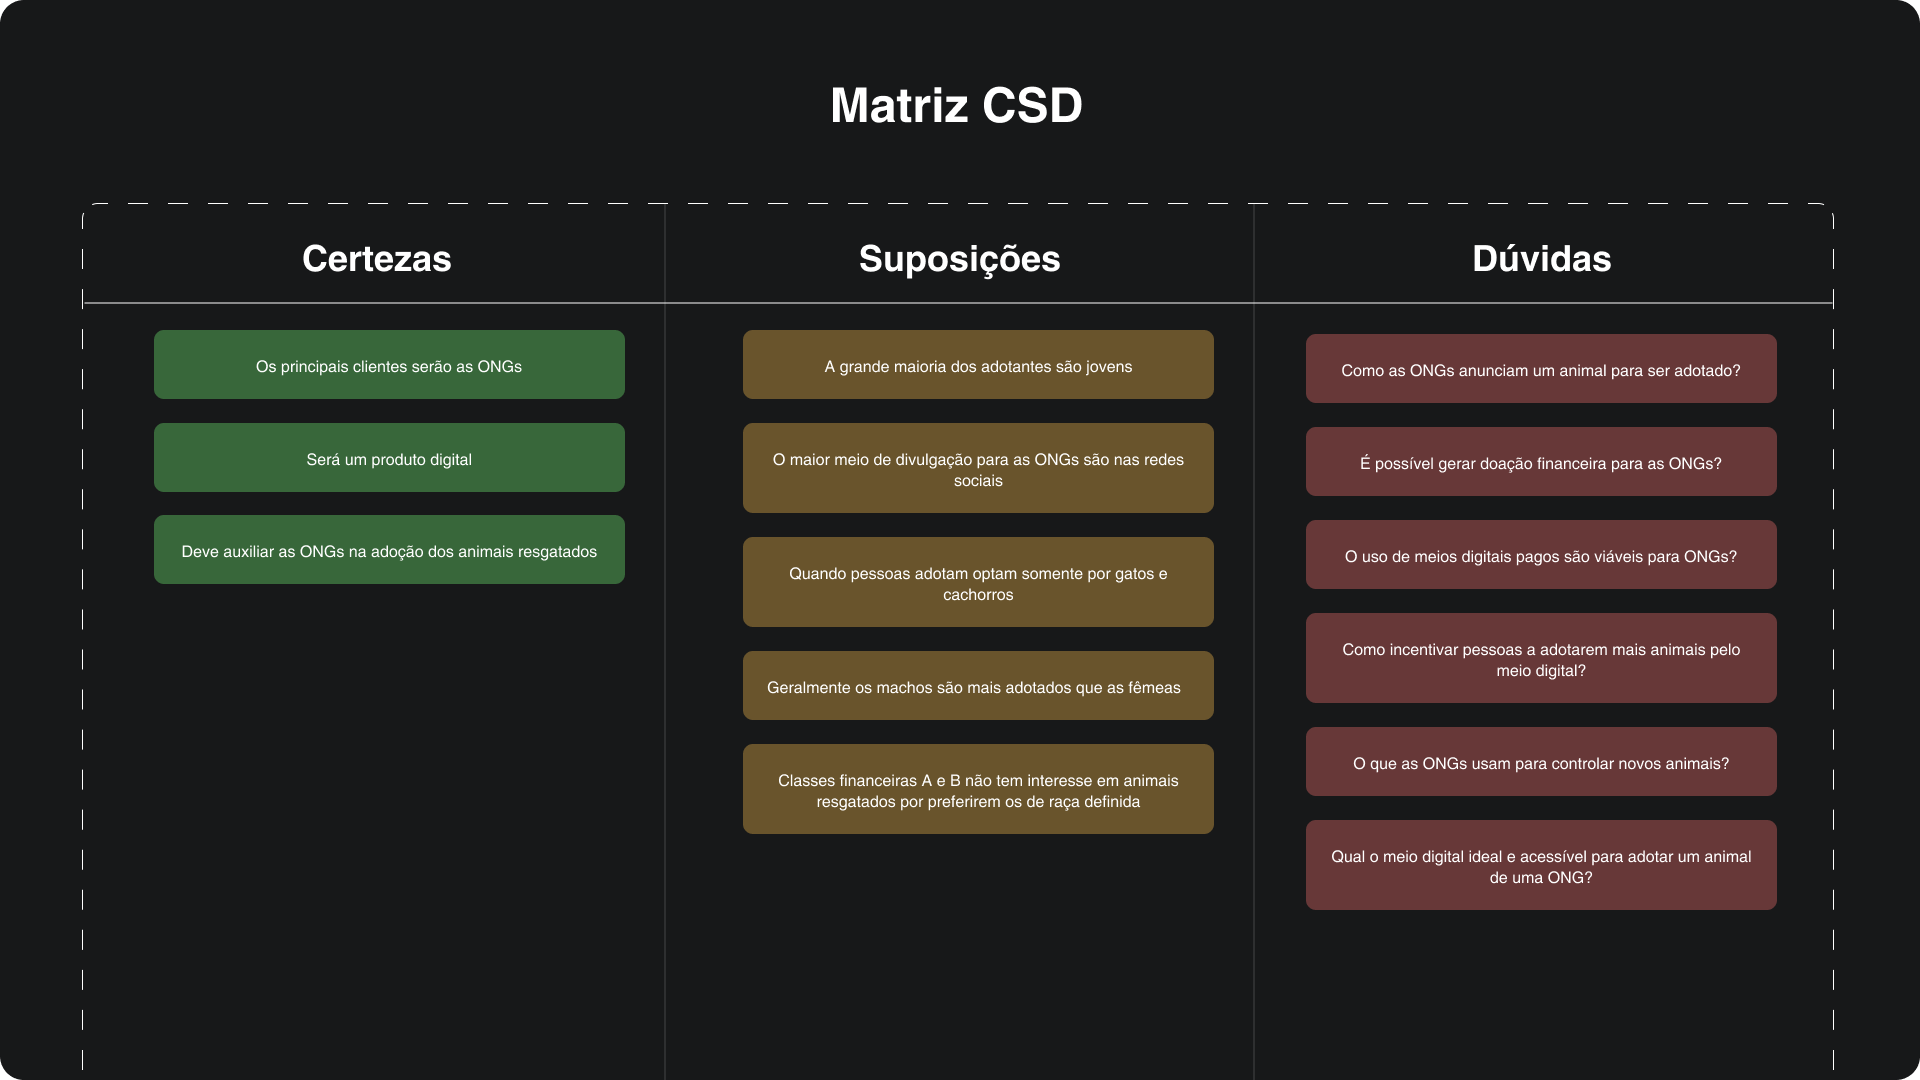 Matriz CSD
Certezas
Os principais clientes serão as ONGs
Será um produto digital
Deve auxiliar as ONGs na adoção dos animais resgatados
Suposições
A grande maioria dos adotantes são jovens
O maior meio de divulgação para as ONGs são nas redes
sociais
Quando pessoas adotam optam somente por gatos e
cachorros
Geralmente os machos são mais adotados que as fêmeas
Classes financeiras A e B não tem interesse em animais
resgatados por preferirem os de raça definida
Dúvidas
Como as ONGs anunciam um animal para ser adotado?
É possível gerar doação financeira para as ONGs?
O uso de meios digitais pagos são viáveis para ONGs?
Como incentivar pessoas a adotarem mais animais pelo
meio digital?
O que as ONGs usam para controlar novos animais?
Qual o meio digital ideal e acessível para adotar um animal
de uma ONG?